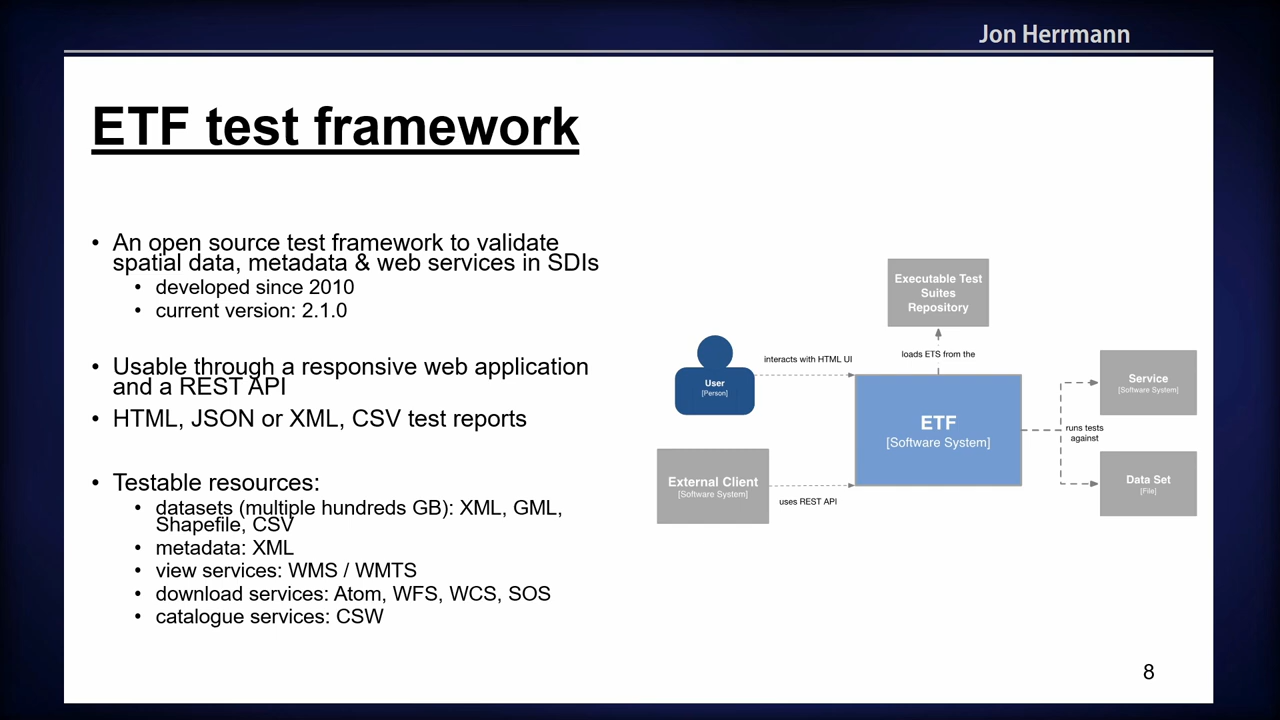 Jon Herrmann
ETF test framework
• An open source test framework to validate
spatial data, metadata & web services in SDIs
• developed since 2010
• current version: 2.1.0
• Usable through a responsive web application
and a REST API
• HTML, JSON or XML, CSV test reports
• Testable resources:
• datasets (multiple hundreds GB): XML, GML,
Shapefile, CSV
• metadata: XML
• view services: WMS / WMTS
• download services: Atom, WFS, WCS, SOS
• catalogue services: CSW
Executable Test
Suites
Repository
loads ETS from the
User
[Person]
interacts with HTML UI
ETF
[Software System]
External Client
[Software System]
uses REST API
runs tests
against
Service
[Software System]
Data Set
[File]
8